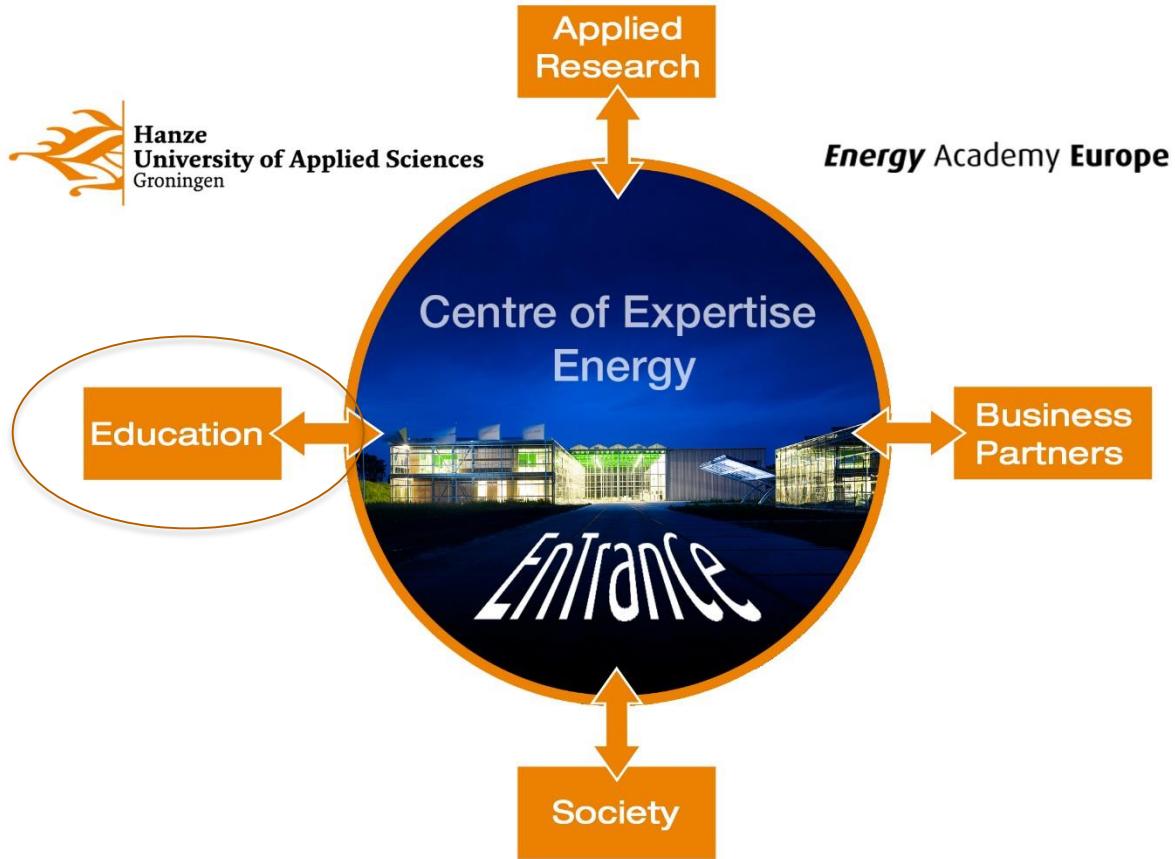 Applied
Research
Hanze
University of Applied Sciences
Groningen
Energy Academy Europe
Centre of Expertise
Energy
Education
Business
Partners
EnTranCe
Society